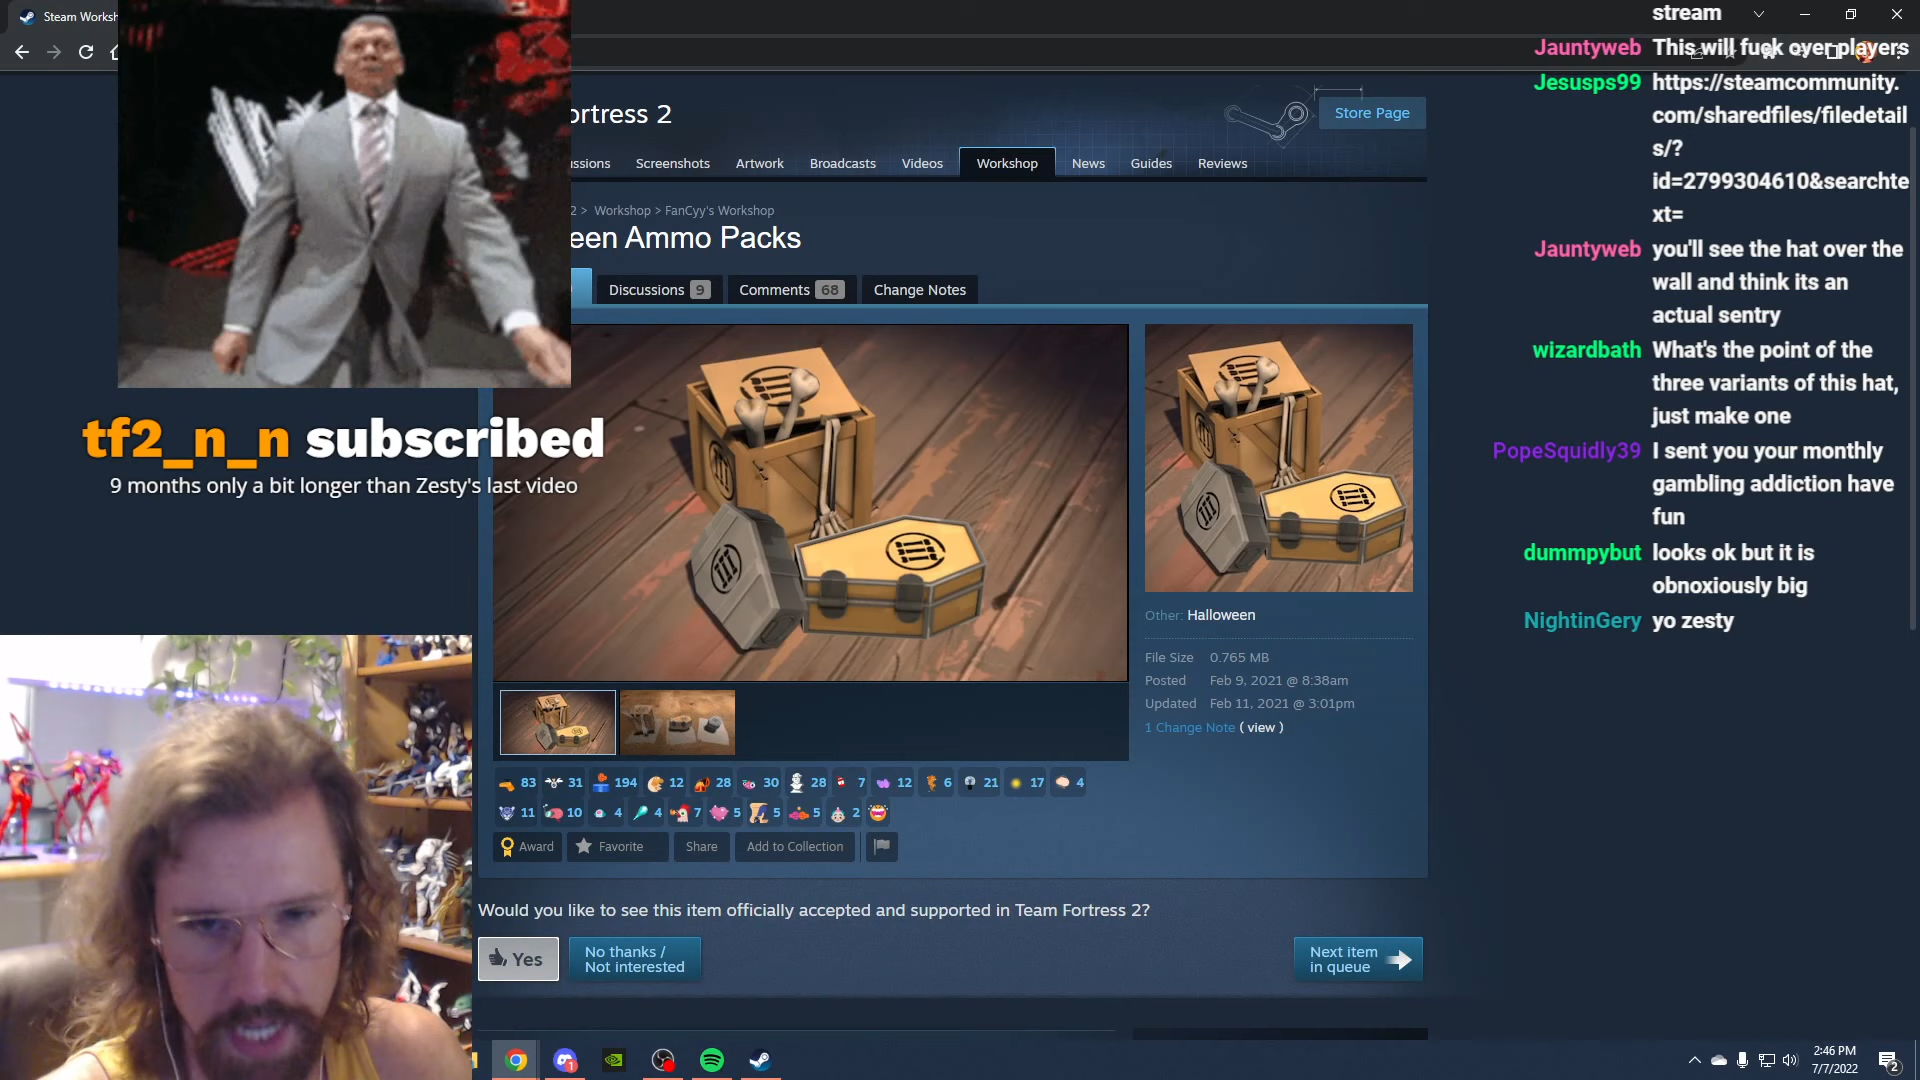 Steam Worksh
ortress 2
Store Page
ussions
Screenshots
Artwork
Broadcasts
Videos
Workshop
News
Guides
Reviews
2 > Workshop > FanCyy's Workshop
een Ammo Packs
Discussions 9
Comments 68
Change Notes
tf2_n_n subscribed
9 months only a bit longer than Zesty's last video
Other: Halloween
File Size 0.765 MB
Posted Feb 9, 2021 @ 8:38am
Updated Feb 11, 2021 @ 3:01pm
1 Change Note ( view )
83 31 194 12 28 30 28 7 12 6 21 17 4
11 10 4 4 7 5 5 5 2
Award
Favorite
Share
Add to Collection
Would you like to see this item officially accepted and supported in Team Fortress 2?
Yes
No thanks /
Not interested
Next item
in queue
stream
Jauntyweb This will fuck over players
Jesusps99 https://steamcommunity.
com/sharedfiles/filedetail
s/?
id=2799304610&searchte
xt=
Jauntyweb you'll see the hat over the
wall and think its an
actual sentry
wizardbath What's the point of the
three variants of this hat,
just make one
PopeSquidly39 I sent you your monthly
gambling addiction have
fun
dummpybut looks ok but it is
obnoxiously big
NightinGery yo zesty
1
2:46 PM
7/7/2022
2